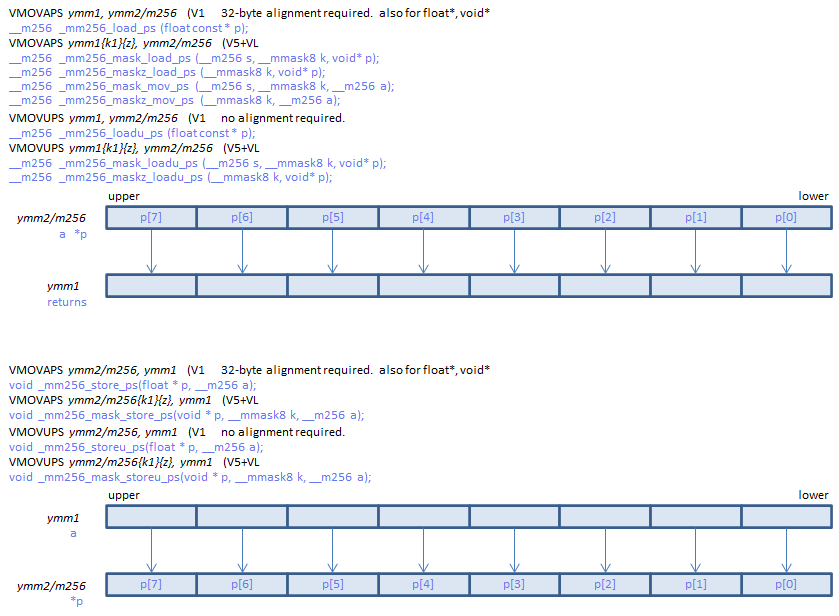 VMOVAPS ymm1, ymm2/m256 (V1 32-byte alignment required. also for float*, void*
__m256 _mm256_load_ps (float const * p);
VMOVAPS ymm1{k1}{z}, ymm2/m256 (V5+VL
__m256 _mm256_mask_load_ps (__m256 s, __mmask8 k, void* p);
__m256 _mm256_maskz_load_ps (__mmask8 k, void* p);
__m256 _mm256_mask_mov_ps (__m256 s, __mmask8 k, __m256 a);
__m256 _mm256_maskz_mov_ps (__mmask8 k, __m256 a);
VMOVUPS ymm1, ymm2/m256 (V1 no alignment required.
__m256 _mm256_loadu_ps (float const * p);
VMOVUPS ymm1{k1}{z}, ymm2/m256 (V5+VL
__m256 _mm256_mask_loadu_ps (__m256 s, __mmask8 k, void* p);
__m256 _mm256_maskz_loadu_ps (__mmask8 k, void* p);
upper lower
ymm2/m256 p[7] p[6] p[5] p[4] p[3] p[2] p[1] p[0]
a *p
ymm1
returns
VMOVAPS ymm2/m256, ymm1 (V1 32-byte alignment required. also for float*, void*
void _mm256_store_ps(float * p, __m256 a);
VMOVAPS ymm2/m256{k1}{z}, ymm1 (V5+VL
void _mm256_mask_store_ps(void * p, __mmask8 k, __m256 a);
VMOVUPS ymm2/m256, ymm1 (V1 no alignment required.
void _mm256_storeu_ps(float * p, __m256 a);
VMOVUPS ymm2/m256{k1}{z}, ymm1 (V5+VL
void _mm256_mask_storeu_ps(void * p, __mmask8 k, __m256 a);
upper lower
ymm1
a
ymm2/m256 p[7] p[6] p[5] p[4] p[3] p[2] p[1] p[0]
*p